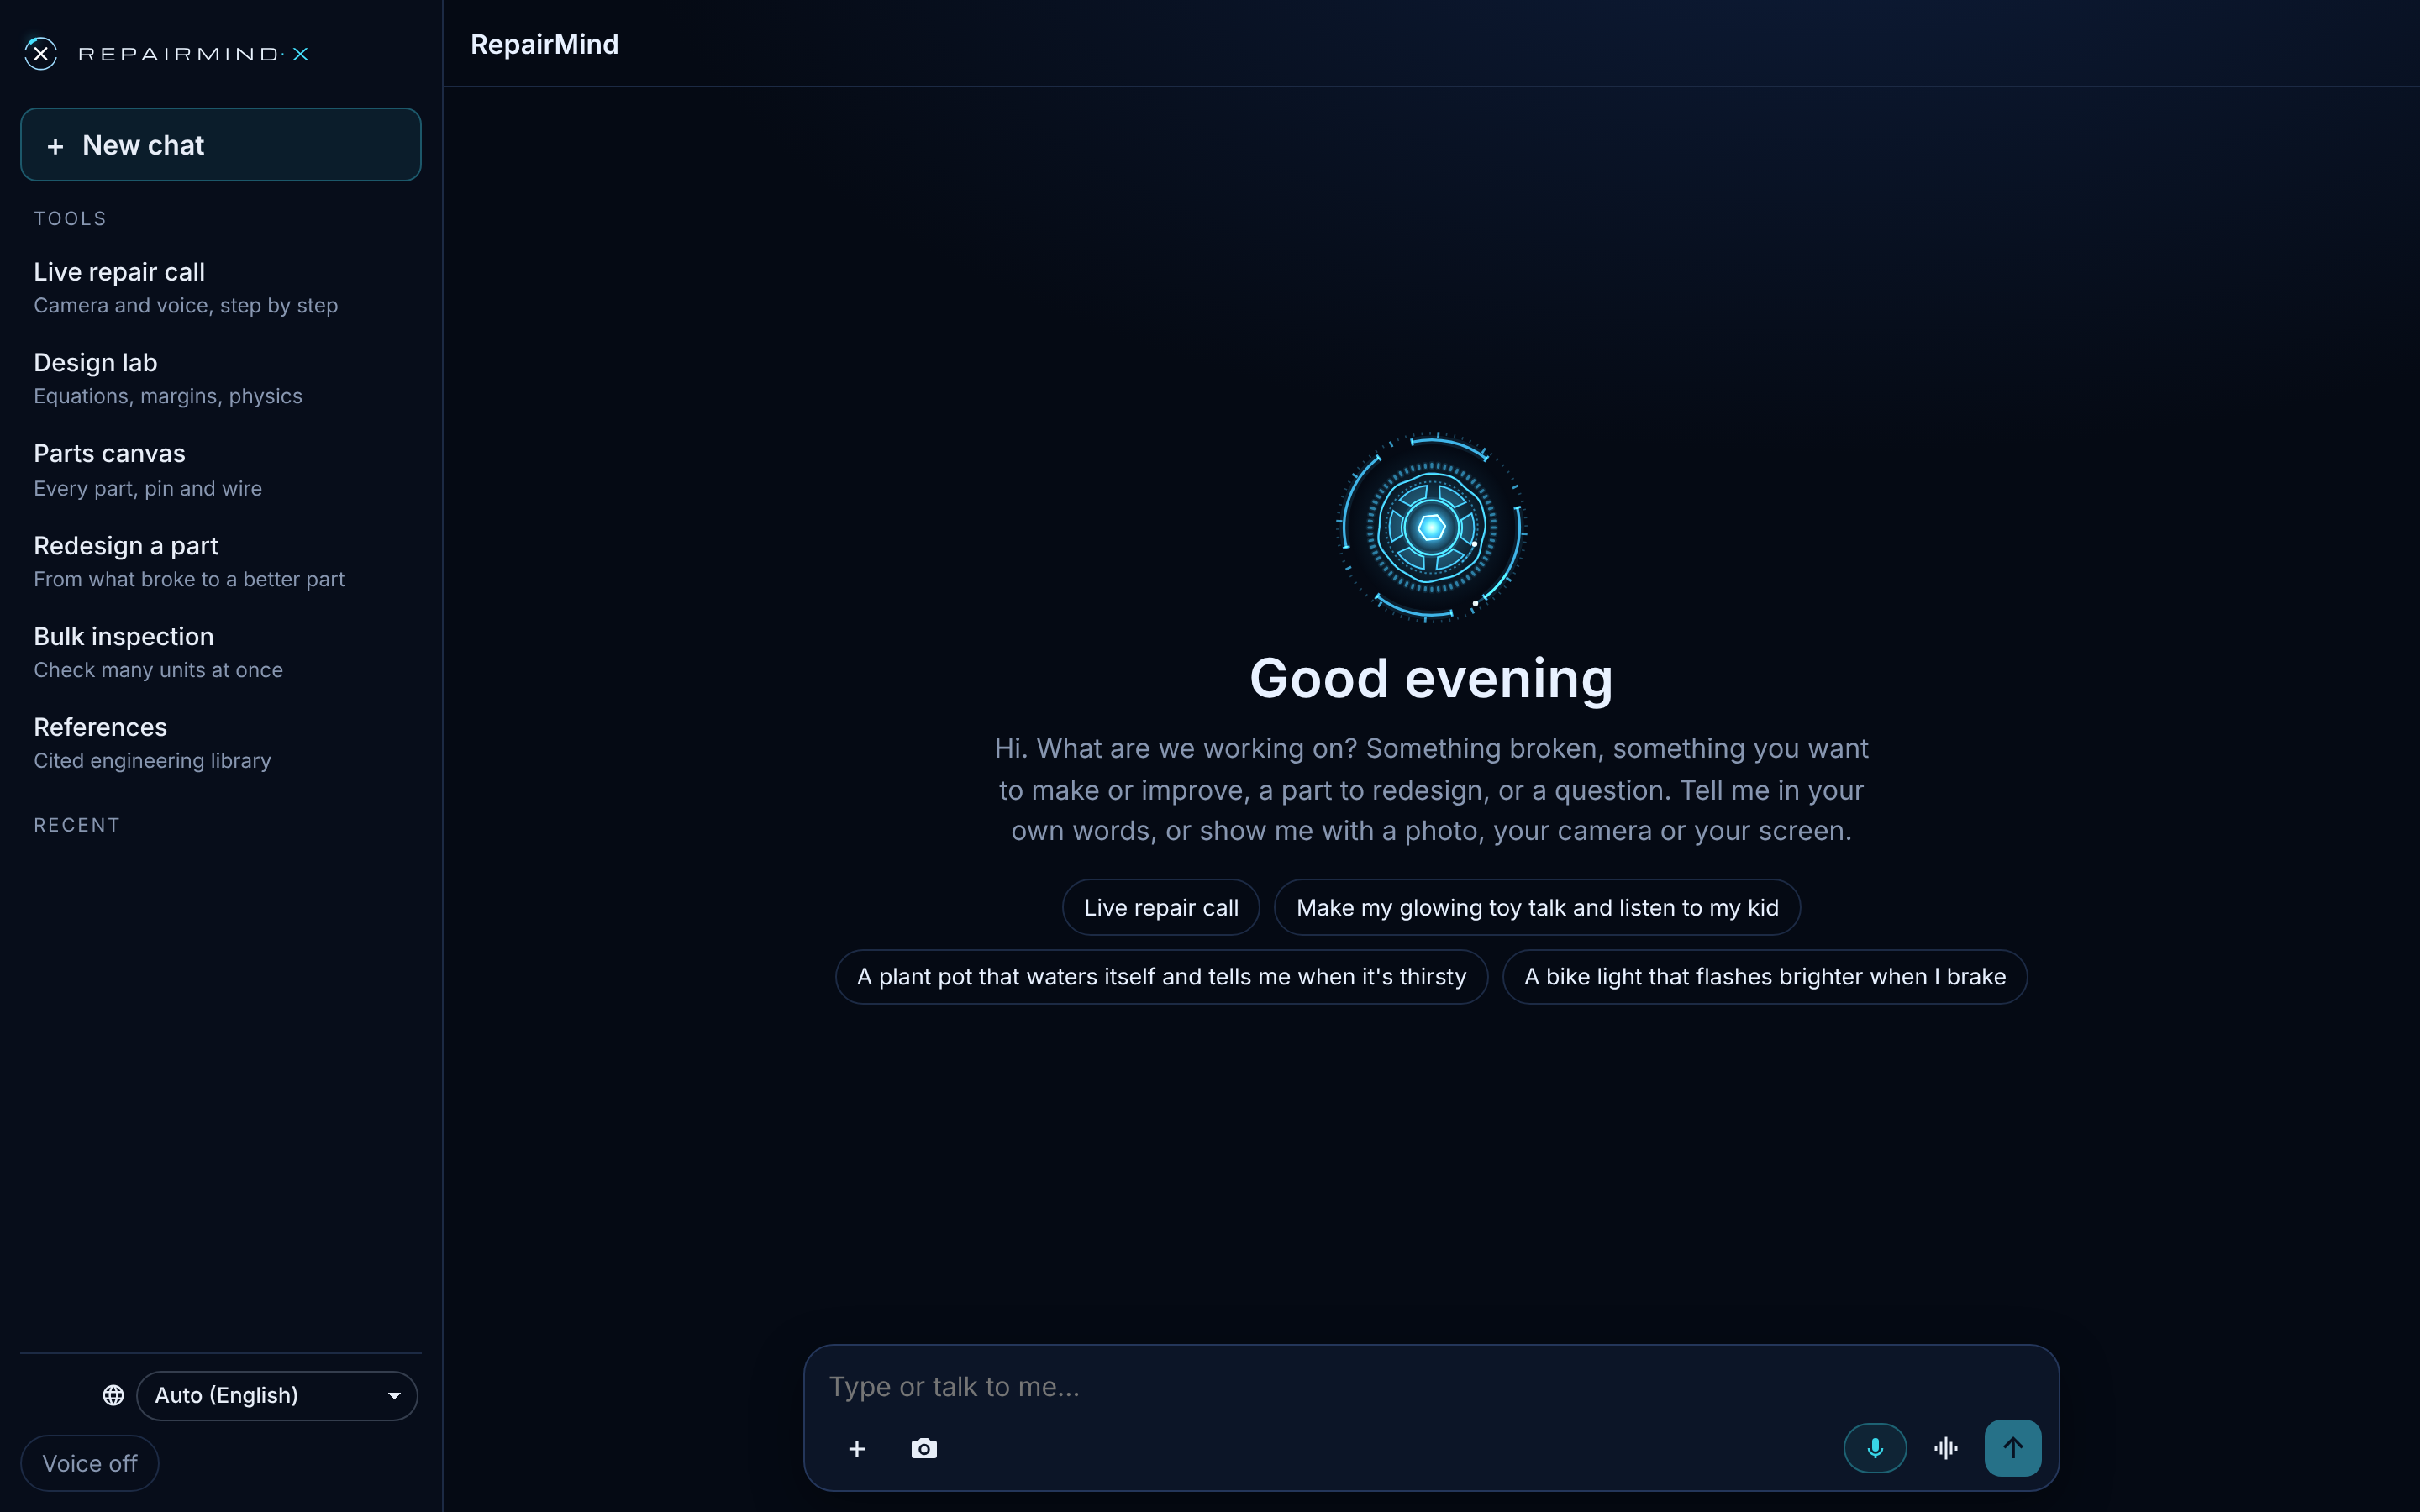 REPAIRMIND·X
+ New chat
TOOLS
Live repair call
Camera and voice, step by step
Design lab
Equations, margins, physics
Parts canvas
Every part, pin and wire
Redesign a part
From what broke to a better part
Bulk inspection
Check many units at once
References
Cited engineering library
RECENT
Auto (English)
Voice off
RepairMind
Good evening
Hi. What are we working on? Something broken, something you want
to make or improve, a part to redesign, or a question. Tell me in your
own words, or show me with a photo, your camera or your screen.
Live repair call
Make my glowing toy talk and listen to my kid
A plant pot that waters itself and tells me when it's thirsty
A bike light that flashes brighter when I brake
Type or talk to me...